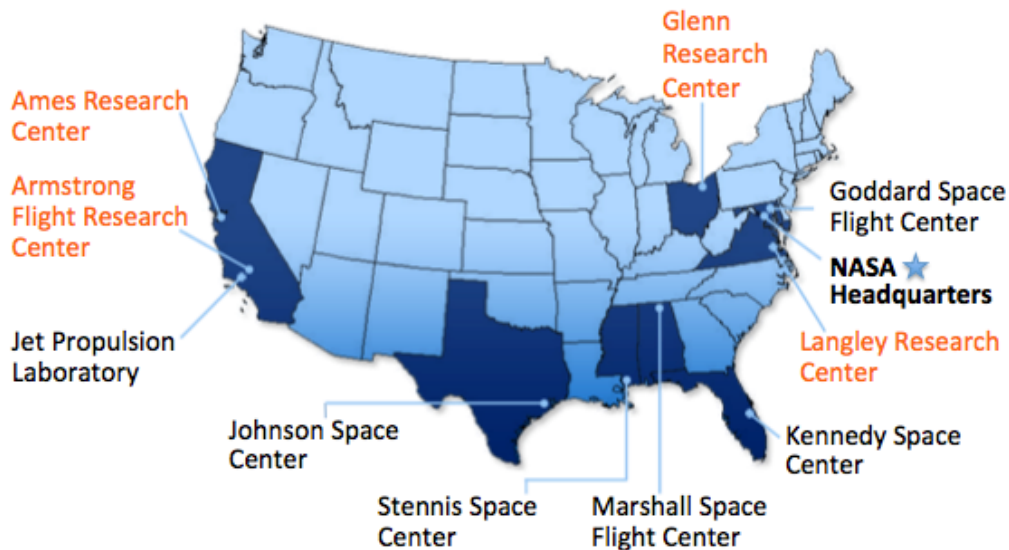 Glenn
Research
Center
Ames Research
Center
Armstrong
Flight Research
Center
Goddard Space
Flight Center
NASA
Headquarters
Jet Propulsion
Laboratory
Langley Research
Center
Johnson Space
Center
Kennedy Space
Center
Stennis Space
Center
Marshall Space
Flight Center